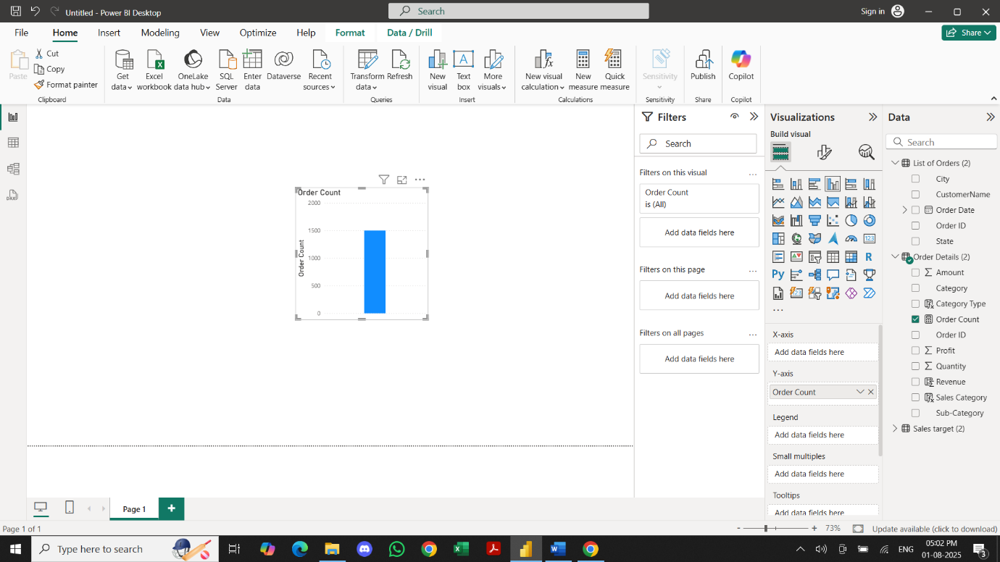 Untitled - Power BI Desktop
Search
Sign in
File Home Insert Modeling View Optimize Help Format Data / Drill
Share
Paste
Cut
Copy
Format painter
Clipboard
Get data
Excel workbook
OneLake data hub
SQL Server
Enter data
Dataverse
Recent sources
Data
Transform data
Refresh
Queries
New visual
Text box
More visuals
Insert
New visual calculation
New measure
Quick measure
Calculations
Sensitivity
Sensitivity
Publish
Share
Copilot
Copilot
Order Count
2000
1500
1000
500
0
Order Count
Filters
Search
Filters on this visual
Order Count
is (All)
Add data fields here
Filters on this page
Add data fields here
Filters on all pages
Add data fields here
Visualizations
Build visual
123
R
Py
X-axis
Add data fields here
Y-axis
Order Count
Legend
Add data fields here
Small multiples
Add data fields here
Tooltips
Add data fields here
Data
Search
List of Orders (2)
City
CustomerName
Order Date
Order ID
State
Order Details (2)
Amount
Category
Category Type
Order Count
Order ID
Profit
Quantity
Revenue
Sales Category
Sub-Category
Sales target (2)
Page 1
Page 1 of 1
- + 73%
Update available (click to download)
Type here to search
ENG
05:02 PM
01-08-2025
3